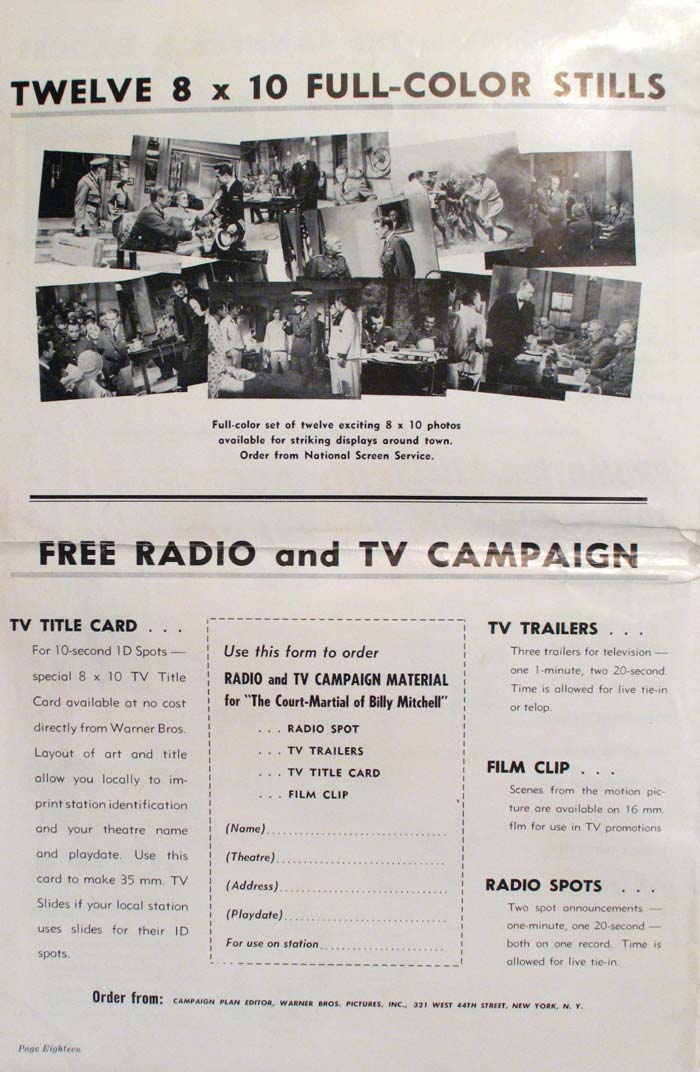 TWELVE 8 x 10 FULL-COLOR STILLS
Full-color set of twelve exciting 8 x 10 photos
available for striking displays around town.
Order from National Screen Service.
FREE RADIO and TV CAMPAIGN
TV TITLE CARD . . .
For 10-second ID Spots —
special 8 x 10 TV Title
Card available at no cost
directly from Warner Bros.
Layout of art and title
allow you locally to im-
print station identification
and your theatre name
and playdate. Use this
card to make 35 mm. TV
Slides if your local station
uses slides for their ID
spots.
Use this form to order
RADIO and TV CAMPAIGN MATERIAL
for "The Court-Martial of Billy Mitchell"
. . . RADIO SPOT
. . . TV TRAILERS
. . . TV TITLE CARD
. . . FILM CLIP
(Name)
(Theatre)
(Address)
(Playdate)
For use on station
TV TRAILERS . . .
Three trailers for television —
one 1-minute, two 20-second.
Time is allowed for live tie-in
or telop.
FILM CLIP . . .
Scenes from the motion pic-
ture are available on 16 mm.
flm for use in TV promotions
RADIO SPOTS . . .
Two spot announcements —
one-minute, one 20-second —
both on one record. Time is
allowed for live tie-in.
Order from: CAMPAIGN PLAN EDITOR, WARNER BROS. PICTURES, INC., 321 WEST 44TH STREET, NEW YORK, N. Y.
Page Eighteen